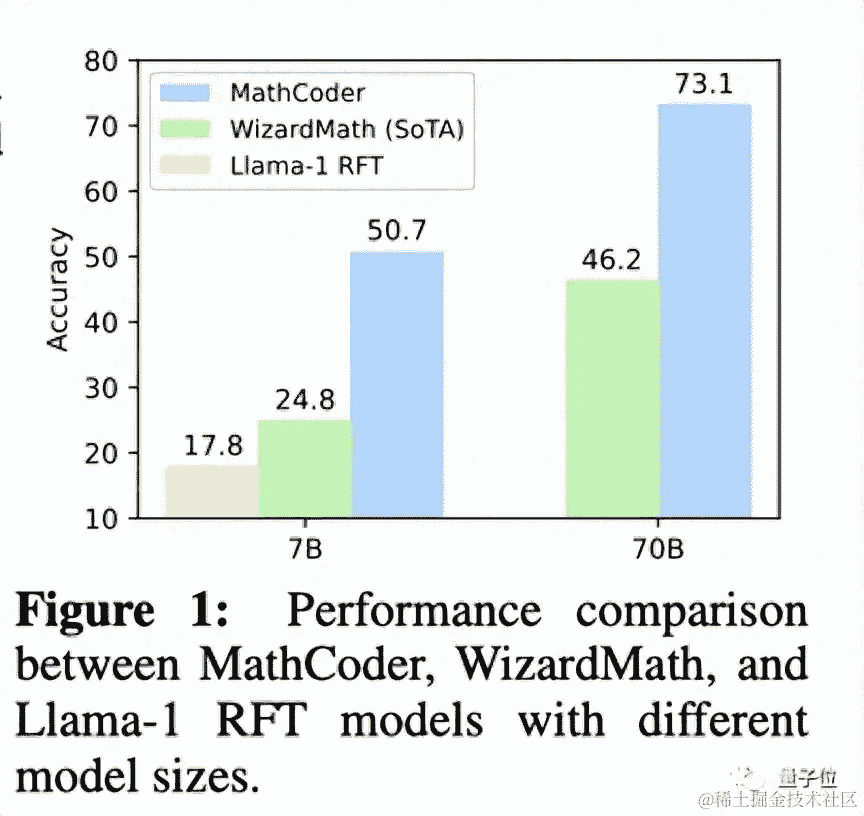 80
70
60
50
40
30
20
10
Accuracy
MathCoder
WizardMath (SoTA)
Llama-1 RFT
17.8
24.8
50.7
46.2
73.1
7B
70B
Figure 1: Performance comparison
between MathCoder, WizardMath, and
Llama-1 RFT models with different
model sizes.
量子位
@稀土掘金技术社区